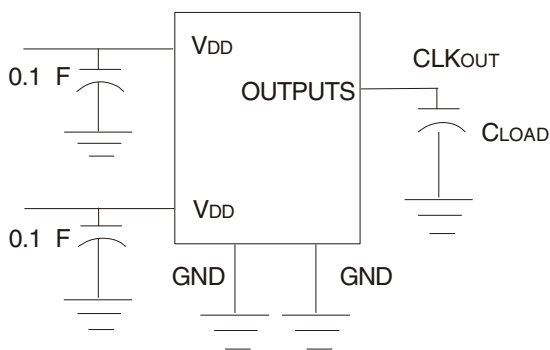 VDD
CLKOUT
0.1 F
OUTPUTS
CLOAD
VDD
0.1 F
GND
GND